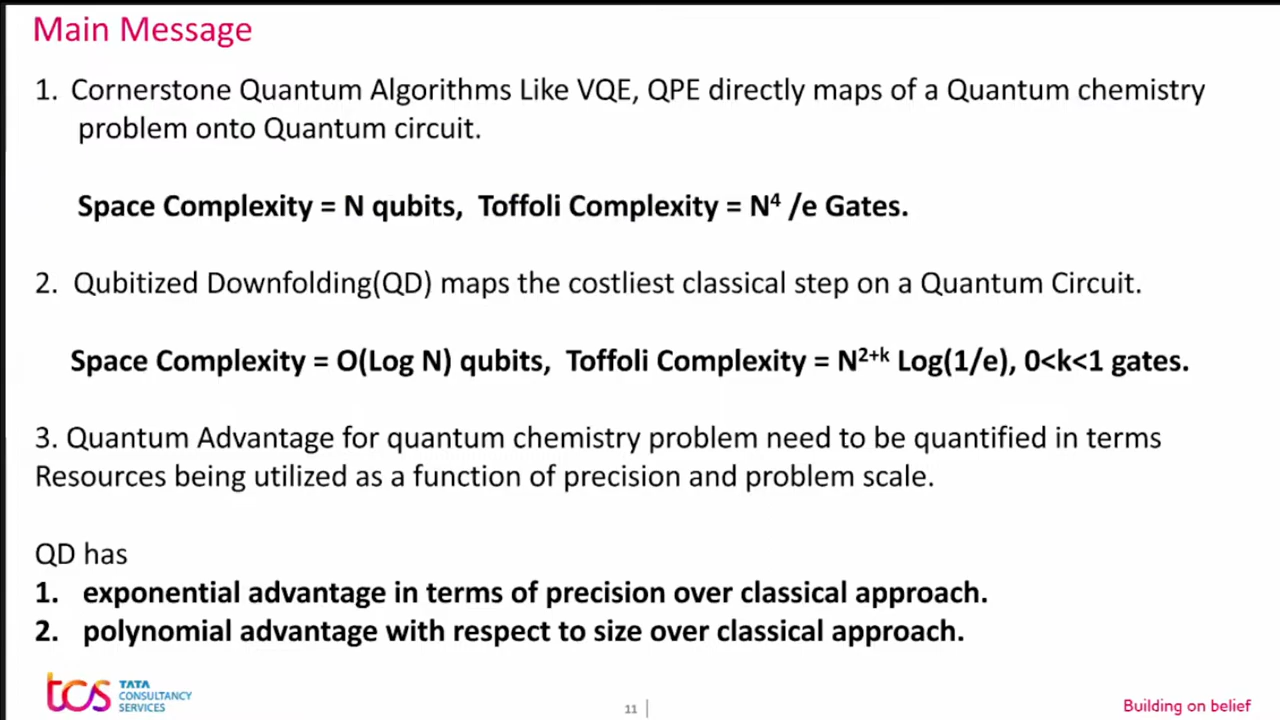 Main Message
1. Cornerstone Quantum Algorithms Like VQE, QPE directly maps of a Quantum chemistry
problem onto Quantum circuit.
Space Complexity = N qubits, Toffoli Complexity = N⁴ /e Gates.
2. Qubitized Downfolding(QD) maps the costliest classical step on a Quantum Circuit.
Space Complexity = O(Log N) qubits, Toffoli Complexity = N²⁺ᵏ Log(1/e), 0<k<1 gates.
3. Quantum Advantage for quantum chemistry problem need to be quantified in terms
Resources being utilized as a function of precision and problem scale.
QD has
1. exponential advantage in terms of precision over classical approach.
2. polynomial advantage with respect to size over classical approach.
tcs TATA
CONSULTANCY
SERVICES
11
Building on belief